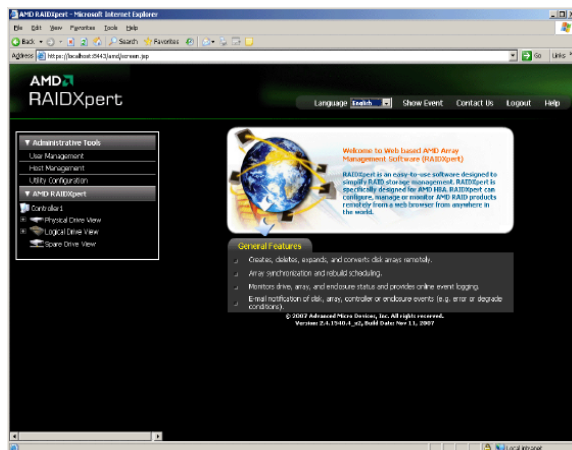 AMD RAIDXpert - Microsoft Internet Explorer
File Edit View Favorites Tools Help
Back Search Favorites
Address https://localhost:8443/amd/screen.jsp Go Links
AMD
RAIDXpert
Language English Show Event Contact Us Logout Help
Administrative Tools
User Management
Host Management
Utility Configuration
AMD RAIDXpert
Controller1
Physical Drive View
Logical Drive View
Spare Drive View
Welcome to Web based AMD Array
Management Software (RAIDXpert)
RAIDXpert is an easy-to-use software designed to
simplify RAID storage management. RAIDXpert is
specifically designed for AMD HBA. RAIDXpert can
configure, manage or monitor AMD RAID products
remotely from a web browser from anywhere in
the world.
General Features
Creates, deletes, expands, and converts disk arrays remotely.
Array synchronization and rebuild scheduling.
Monitors drive, array, and enclosure status and provides online event logging.
E-mail notification of disk, array, controller or enclosure events (e.g. error or degrade
conditions).
© 2007 Advanced Micro Devices, Inc. All rights reserved.
Version: 2.4.1540.4_x2, Build Date: Nov 11, 2007
Local intranet